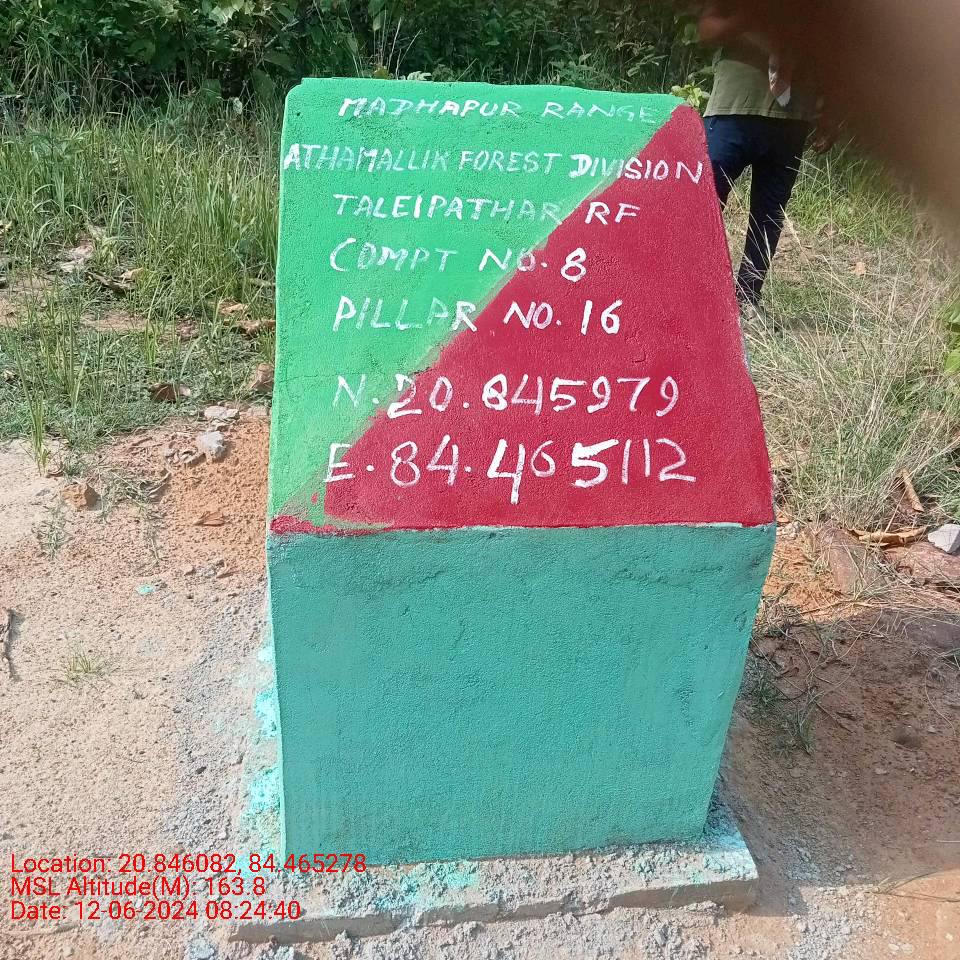 MADHAPUR RANGE
ATHAMALLIK FOREST DIVISION
TALEIPATHAR RF
COMPT NO. 8
PILLAR NO. 16
N. 20.845979
E. 84.465112
Location: 20.846082, 84.465278
MSL Altitude(M): 163.8
Date: 12-06-2024 08:24:40